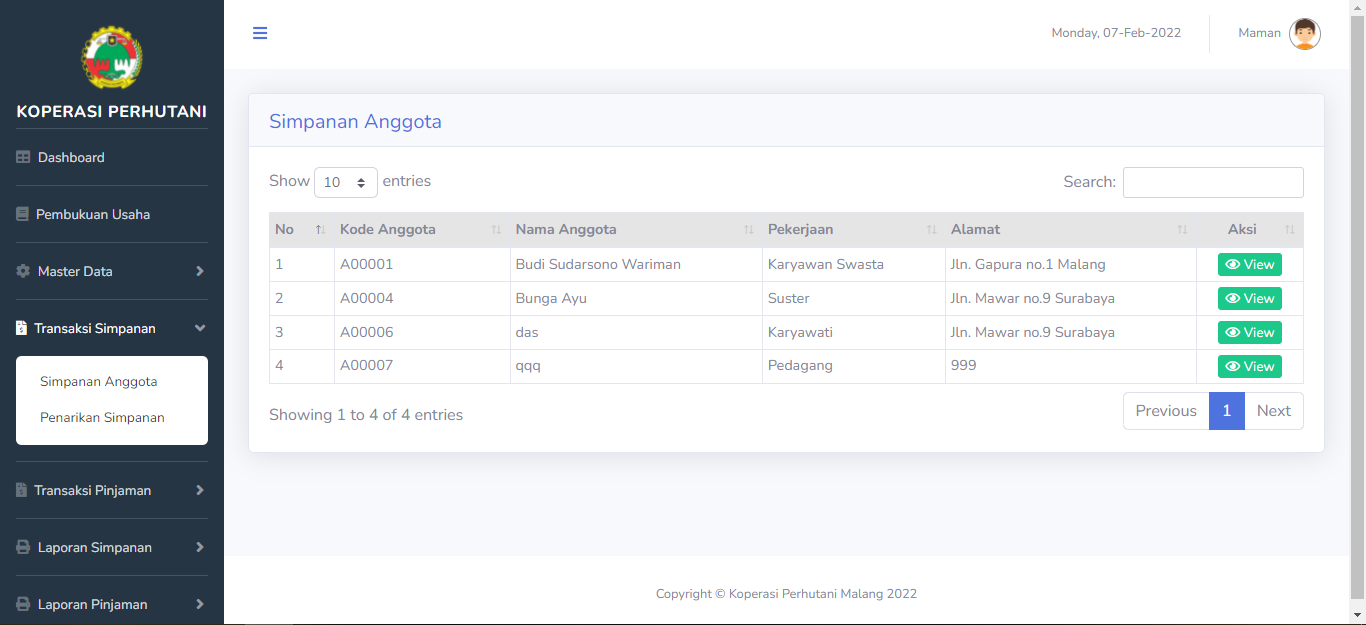 KOPERASI PERHUTANI
Dashboard
Pembukuan Usaha
Master Data
Transaksi Simpanan
Simpanan Anggota
Penarikan Simpanan
Transaksi Pinjaman
Laporan Simpanan
Laporan Pinjaman
Monday, 07-Feb-2022 Maman
Simpanan Anggota
Show 10 entries Search:
No Kode Anggota Nama Anggota Pekerjaan Alamat Aksi
1 A00001 Budi Sudarsono Wariman Karyawan Swasta Jln. Gapura no.1 Malang View
2 A00004 Bunga Ayu Suster Jln. Mawar no.9 Surabaya View
3 A00006 das Karyawati Jln. Mawar no.9 Surabaya View
4 A00007 qqq Pedagang 999 View
Showing 1 to 4 of 4 entries Previous 1 Next
Copyright © Koperasi Perhutani Malang 2022